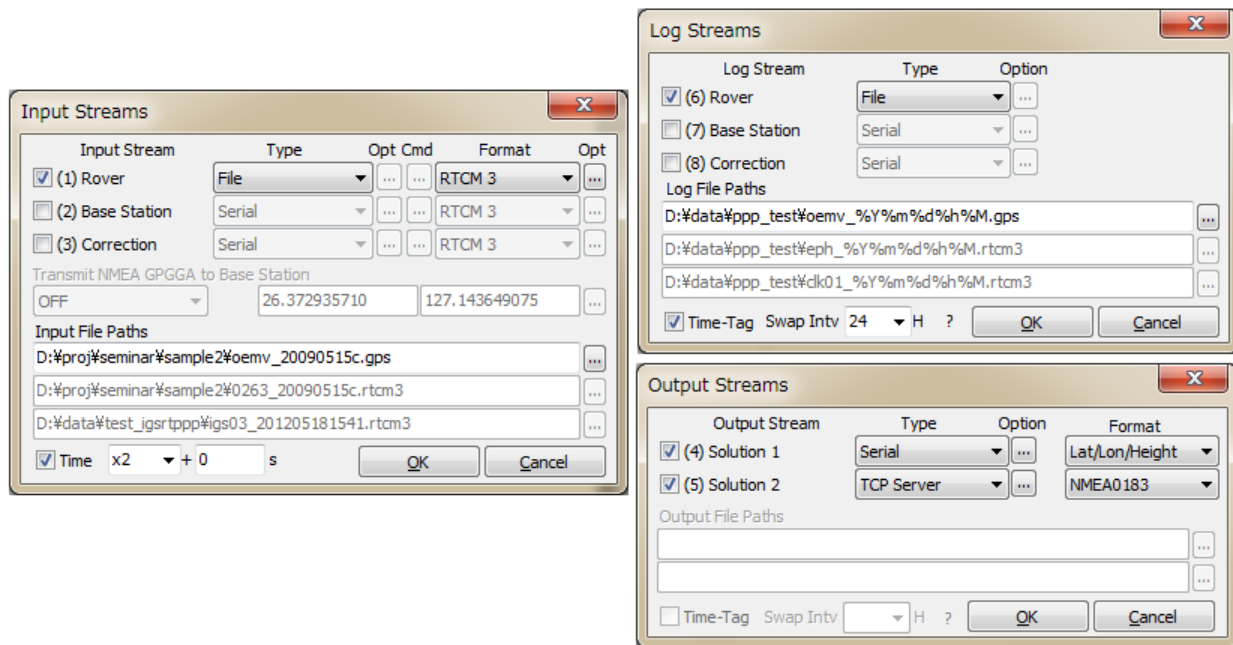 Input Streams
Input Stream Type Opt Cmd Format Opt
(1) Rover File ... ... RTCM 3 ...
(2) Base Station Serial ... ... RTCM 3 ...
(3) Correction Serial ... ... RTCM 3 ...
Transmit NMEA GPGGA to Base Station
OFF 26.372935710 127.143649075 ...
Input File Paths
D:¥proj¥seminar¥sample2¥oemv_20090515c.gps ...
D:¥proj¥seminar¥sample2¥0263_20090515c.rtcm3 ...
D:¥data¥test_igsrtppp¥igs03_201205181541.rtcm3 ...
Time x2 + 0 s OK Cancel
Log Streams
Log Stream Type Option
(6) Rover File ...
(7) Base Station Serial ...
(8) Correction Serial ...
Log File Paths
D:¥data¥ppp_test¥oemv_%Y%m%d%h%M.gps ...
D:¥data¥ppp_test¥eph_%Y%m%d%h%M.rtcm3 ...
D:¥data¥ppp_test¥clk01_%Y%m%d%h%M.rtcm3 ...
Time-Tag Swap Intv 24 H ? OK Cancel
Output Streams
Output Stream Type Option Format
(4) Solution 1 Serial ... Lat/Lon/Height
(5) Solution 2 TCP Server ... NMEA0183
Output File Paths
...
...
Time-Tag Swap Intv H ? OK Cancel